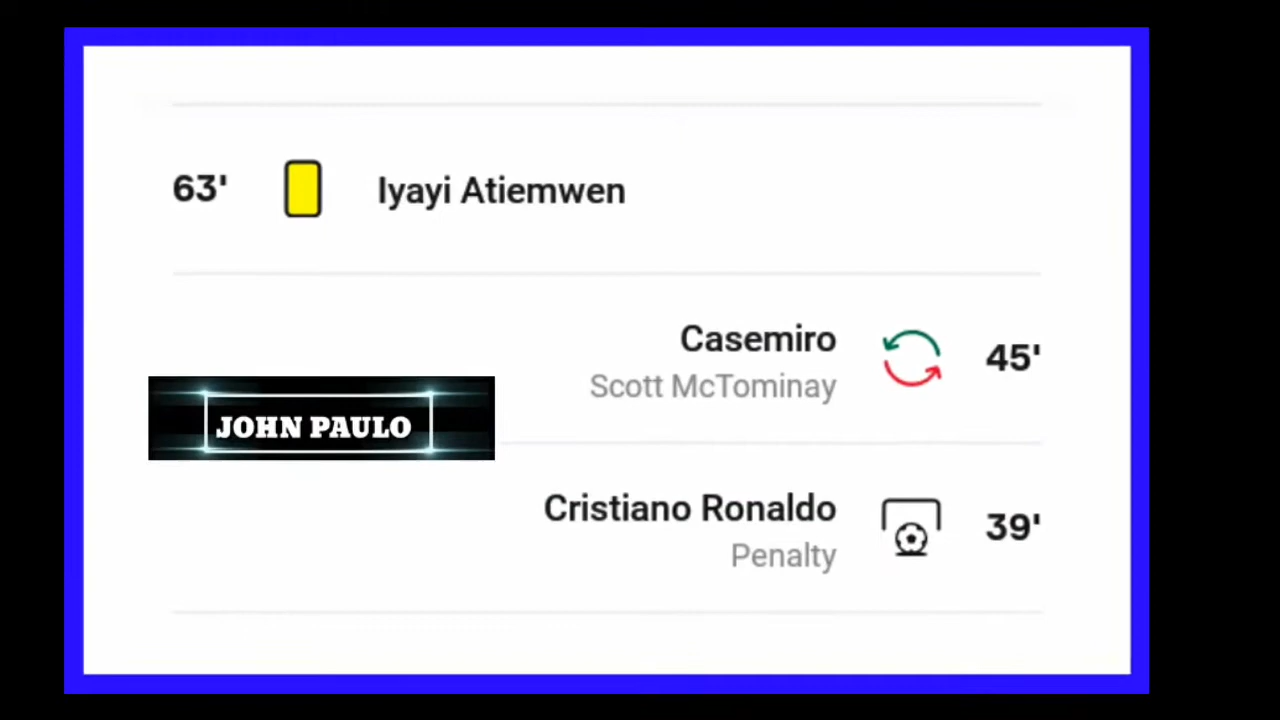 63' Iyayi Atiemwen
Casemiro 45'
Scott McTominay
JOHN PAULO
Cristiano Ronaldo 39'
Penalty